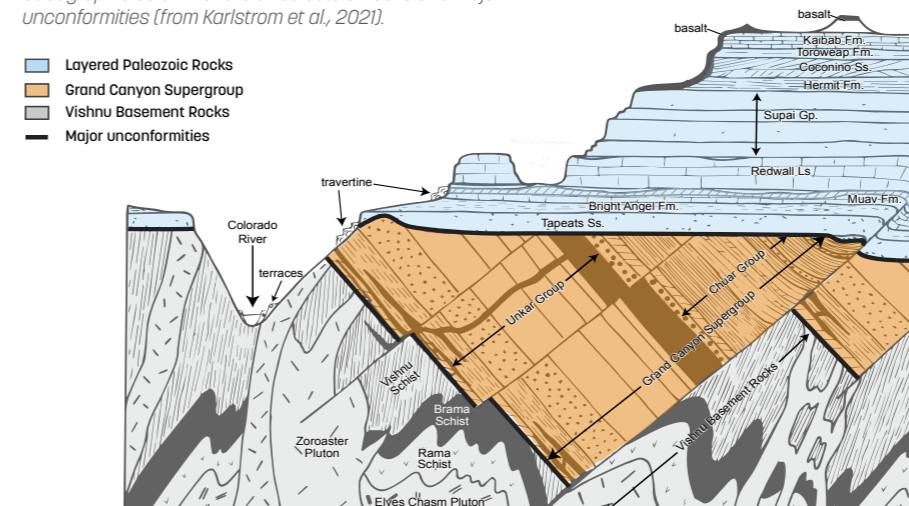 unconformities (from Karlstrom et al., 2021).
Layered Paleozoic Rocks
Grand Canyon Supergroup
Vishnu Basement Rocks
Major unconformities
basalt
basalt
Kaibab Fm.
Toroweap Fm.
Coconino Ss.
Hermit Fm.
Supai Gp.
Redwall Ls.
Muav Fm.
travertine
Bright Angel Fm.
Tapeats Ss.
Colorado
River
terraces
Unkar Group
Chuar Group
Grand Canyon Supergroup
Vishnu Basement Rocks
Vishnu
Schist
Brama
Schist
Zoroaster
Pluton
Rama
Schist
Elves Chasm Pluton